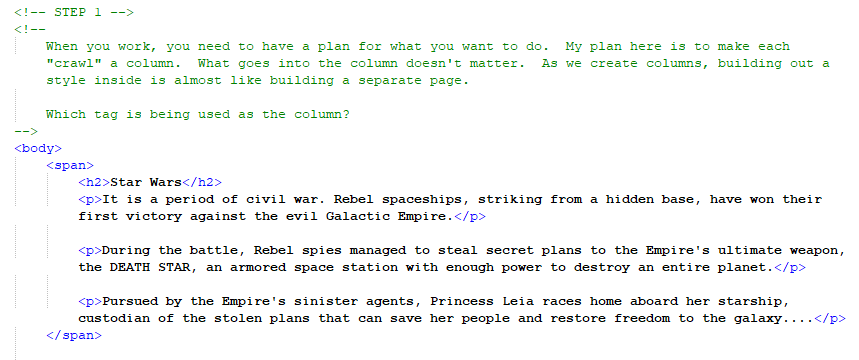 <!-- STEP 1 -->
<!--
When you work, you need to have a plan for what you want to do.  My plan here is to make each
"crawl" a column.  What goes into the column doesn't matter.  As we create columns, building out a
style inside is almost like building a separate page.
Which tag is being used as the column?
-->
<body>
<span>
<h2>Star Wars</h2>
<p>It is a period of civil war. Rebel spaceships, striking from a hidden base, have won their
first victory against the evil Galactic Empire.</p>
<p>During the battle, Rebel spies managed to steal secret plans to the Empire's ultimate weapon,
the DEATH STAR, an armored space station with enough power to destroy an entire planet.</p>
<p>Pursued by the Empire's sinister agents, Princess Leia races home aboard her starship,
custodian of the stolen plans that can save her people and restore freedom to the galaxy....</p>
</span>